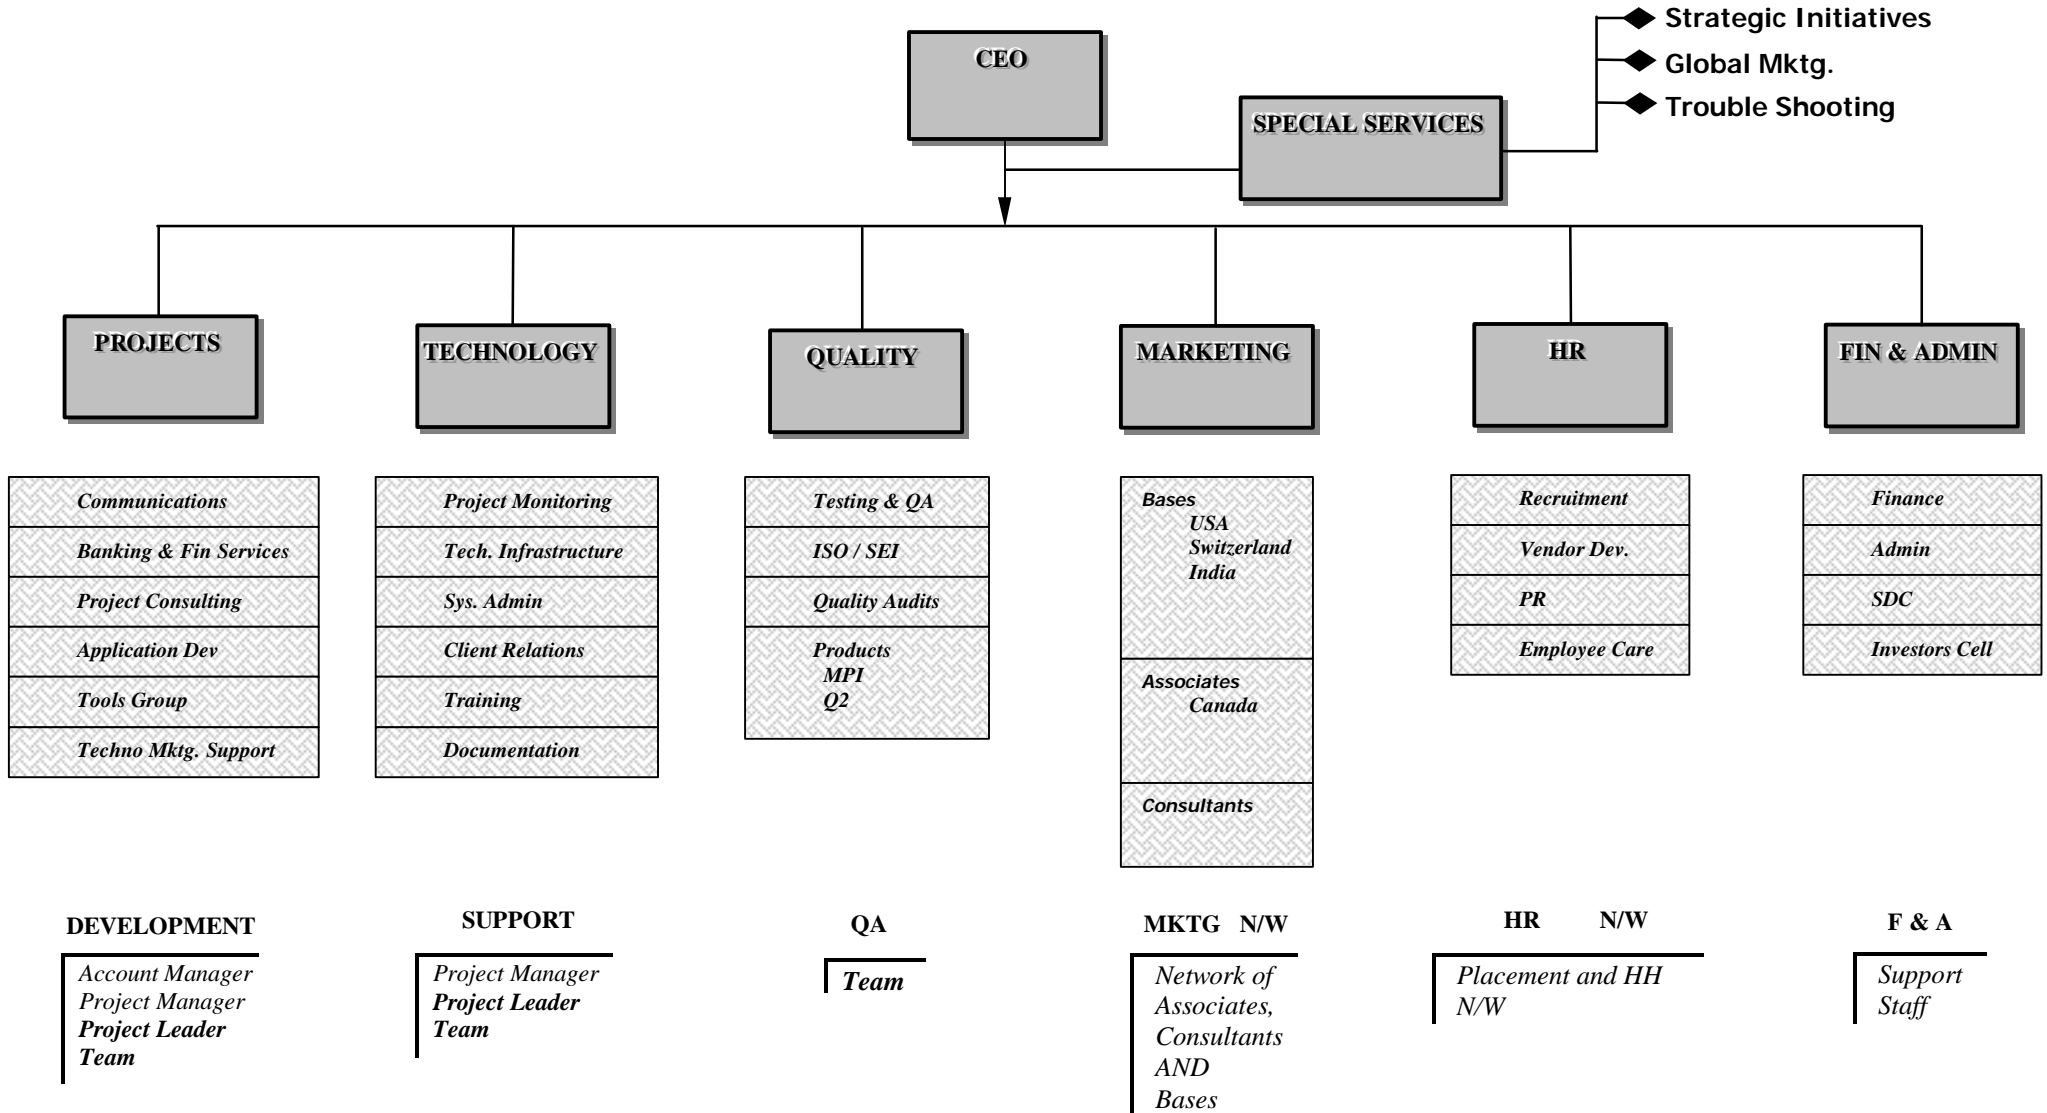 CEO
SPECIAL SERVICES
Strategic Initiatives
Global Mktg.
Trouble Shooting
PROJECTS
Communications
Banking & Fin Services
Project Consulting
Application Dev
Tools Group
Techno Mktg. Support
DEVELOPMENT
Account Manager
Project Manager
Project Leader
Team
TECHNOLOGY
Project Monitoring
Tech. Infrastructure
Sys. Admin
Client Relations
Training
Documentation
SUPPORT
Project Manager
Project Leader
Team
QUALITY
Testing & QA
ISO / SEI
Quality Audits
Products
MPI
Q2
QA
Team
MARKETING
Bases
USA
Switzerland
India
Associates
Canada
Consultants
MKTG N/W
Network of
Associates,
Consultants
AND
Bases
HR
Recruitment
Vendor Dev.
PR
Employee Care
HR N/W
Placement and HH
N/W
FIN & ADMIN
Finance
Admin
SDC
Investors Cell
F & A
Support
Staff